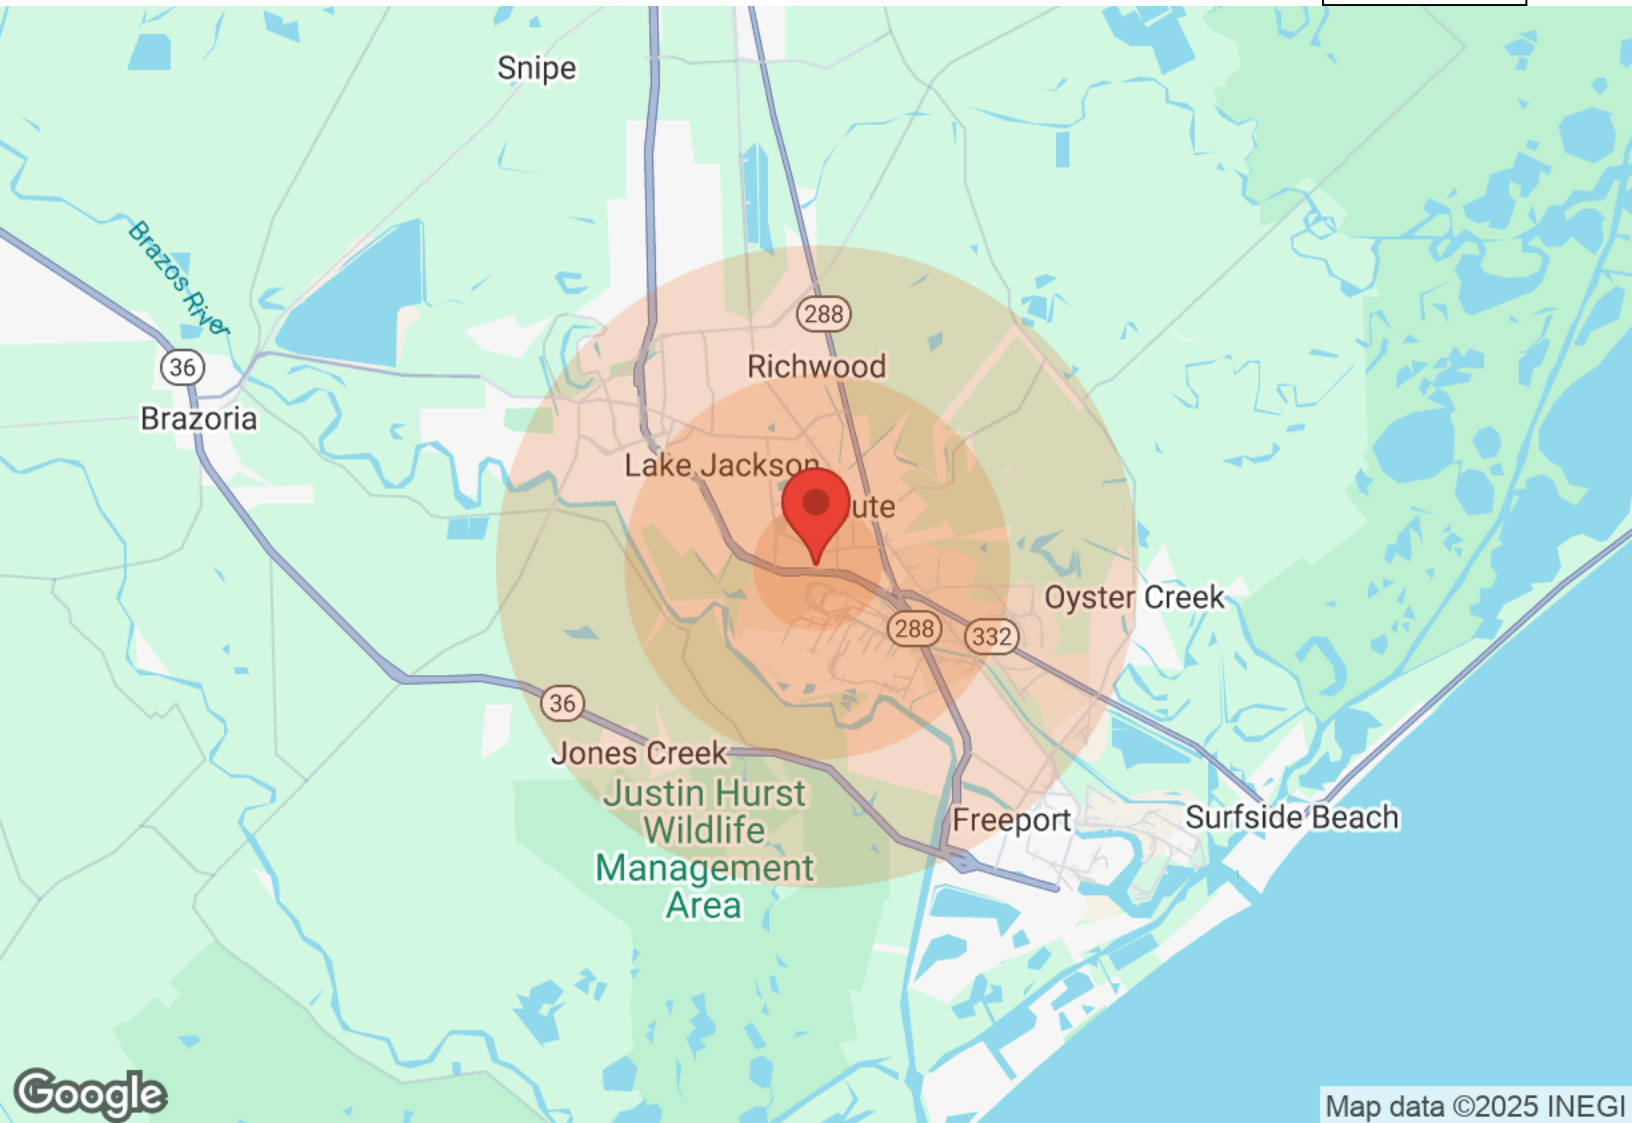 Snipe
Brazos River
288
Richwood
36
Brazoria
Lake Jackson
ute
Oyster Creek
288
332
36
Jones Creek
Justin Hurst
Wildlife
Management
Area
Freeport
Surfside Beach
Google
Map data ©2025 INEGI